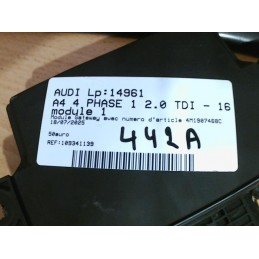 AUDI Lp:14961
A4 4 PHASE 1 2.0 TDI - 16
module 1
Module Gateway avec numero d'article 4M1907468C
18/07/2025
50euro
442A
REF:109341139